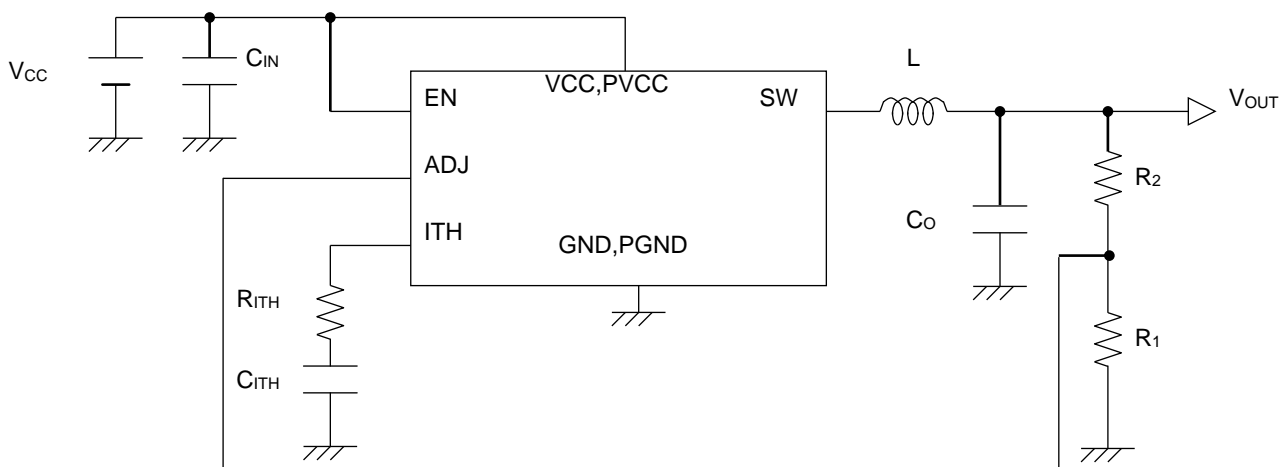 VCC
CIN
VCC,PVCC
EN
SW
L
VOUT
ADJ
R2
CO
ITH
GND,PGND
RITH
R1
CITH